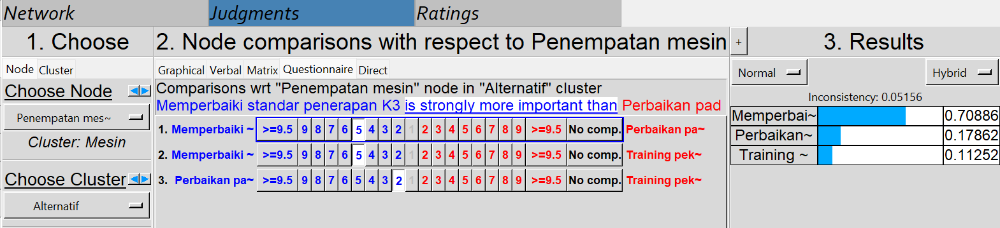 Network Judgments Ratings
1. Choose
Node Cluster
Choose Node
Penempatan mes~
Cluster: Mesin
Choose Cluster
Alternatif
2. Node comparisons with respect to Penempatan mesin
Graphical Verbal Matrix Questionnaire Direct
Comparisons wrt "Penempatan mesin" node in "Alternatif" cluster
Memperbaiki standar penerapan K3 is strongly more important than Perbaikan pad
1. Memperbaiki ~ >=9.5 9 8 7 6 5 4 3 2 1 2 3 4 5 6 7 8 9 >=9.5 No comp. Perbaikan pa~
2. Memperbaiki ~ >=9.5 9 8 7 6 5 4 3 2 1 2 3 4 5 6 7 8 9 >=9.5 No comp. Training pek~
3. Perbaikan pa~ >=9.5 9 8 7 6 5 4 3 2 1 2 3 4 5 6 7 8 9 >=9.5 No comp. Training pek~
+ 3. Results
Normal Hybrid
Inconsistency: 0.05156
Memperbai~ 0.70886
Perbaikan~ 0.17862
Training ~ 0.11252